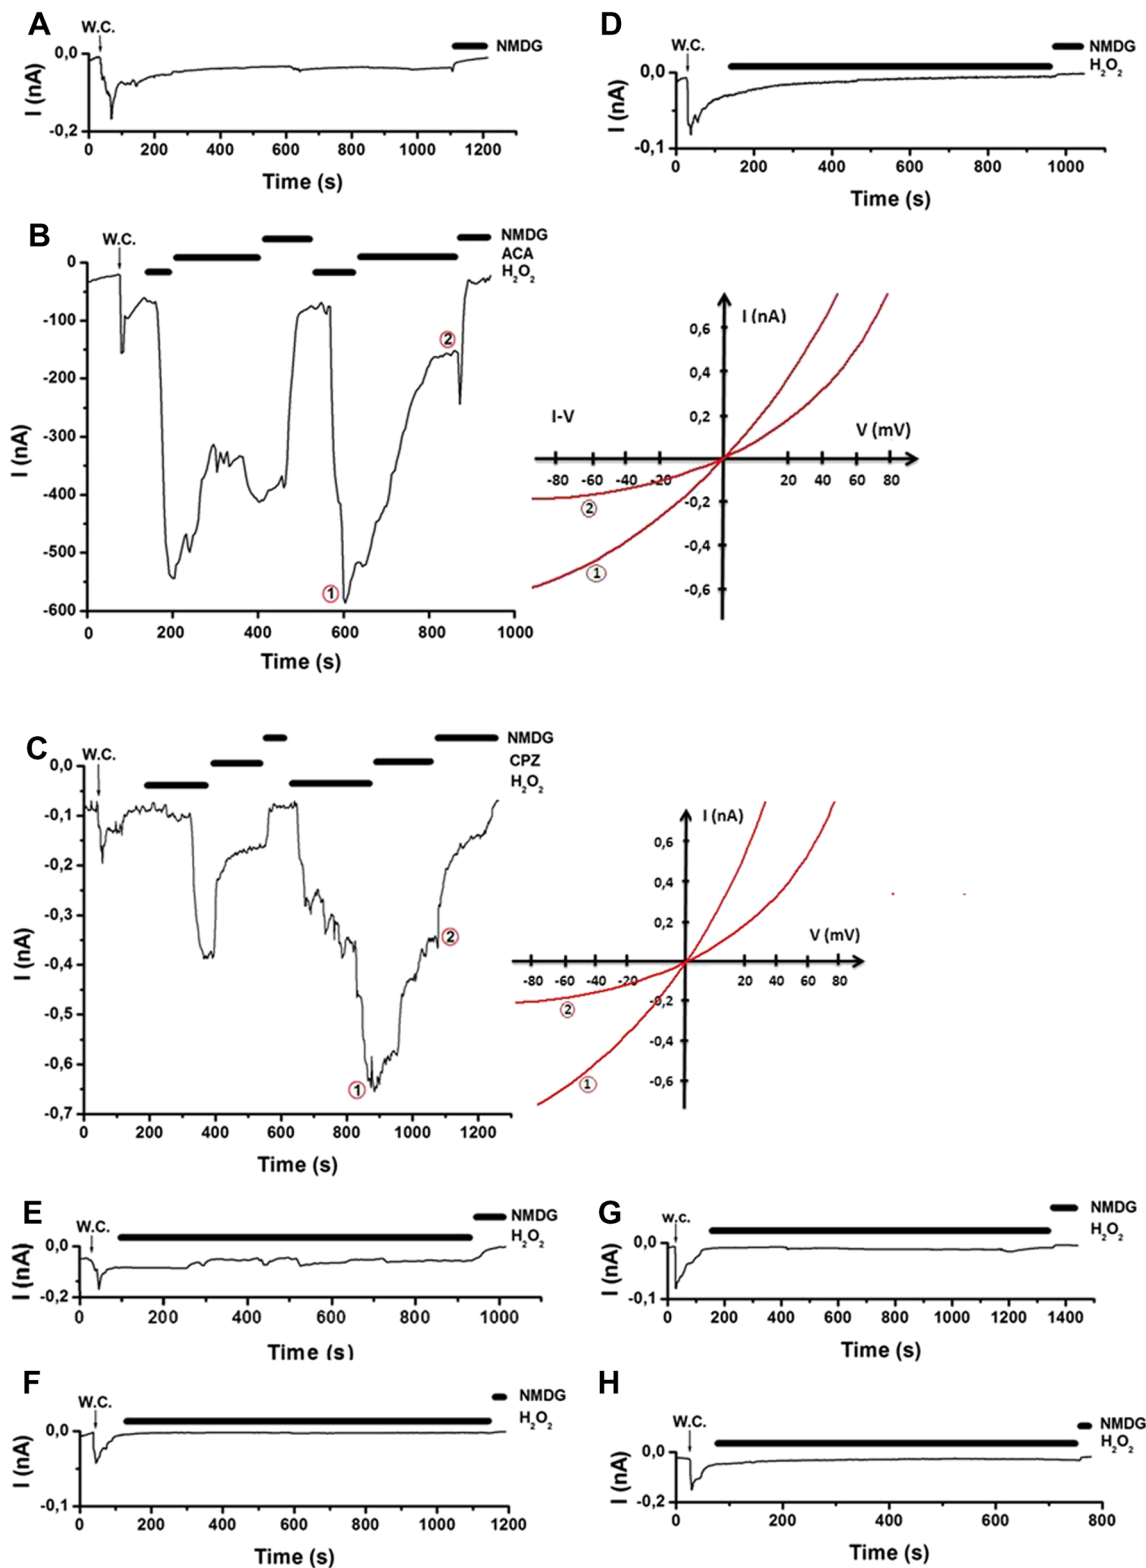 A
W.C.
NMDG
I (nA)
0,0
-0,2
0 200 400 600 800 1000 1200
Time (s)
D
W.C.
NMDG
H₂O₂
I (nA)
0,0
-0,1
0 200 400 600 800 1000
Time (s)
B
W.C.
NMDG
ACA
H₂O₂
I (nA)
0
-100
-200
-300
-400
-500
-600
0 200 400 600 800 1000
Time (s)
1
2
I-V
I (nA)
V (mV)
0,6
0,4
0,2
-0,2
-0,4
-0,6
-80 -60 -40 -20 20 40 60 80
2
1
C
W.C.
NMDG
CPZ
H₂O₂
I (nA)
0,0
-0,1
-0,2
-0,3
-0,4
-0,5
-0,6
-0,7
0 200 400 600 800 1000 1200
Time (s)
1
2
I (nA)
V (mV)
0,6
0,4
0,2
-0,2
-0,4
-0,6
-80 -60 -40 -20 20 40 60 80
2
1
E
W.C.
NMDG
H₂O₂
I (nA)
0,0
-0,2
0 200 400 600 800 1000
Time (s)
G
W.C.
NMDG
H₂O₂
I (nA)
0,0
-0,1
0 200 400 600 800 1000 1200 1400
Time (s)
F
W.C.
NMDG
H₂O₂
I (nA)
0,0
-0,1
0 200 400 600 800 1000 1200
Time (s)
H
W.C.
NMDG
H₂O₂
I (nA)
0,0
-0,2
0 200 400 600 800
Time (s)